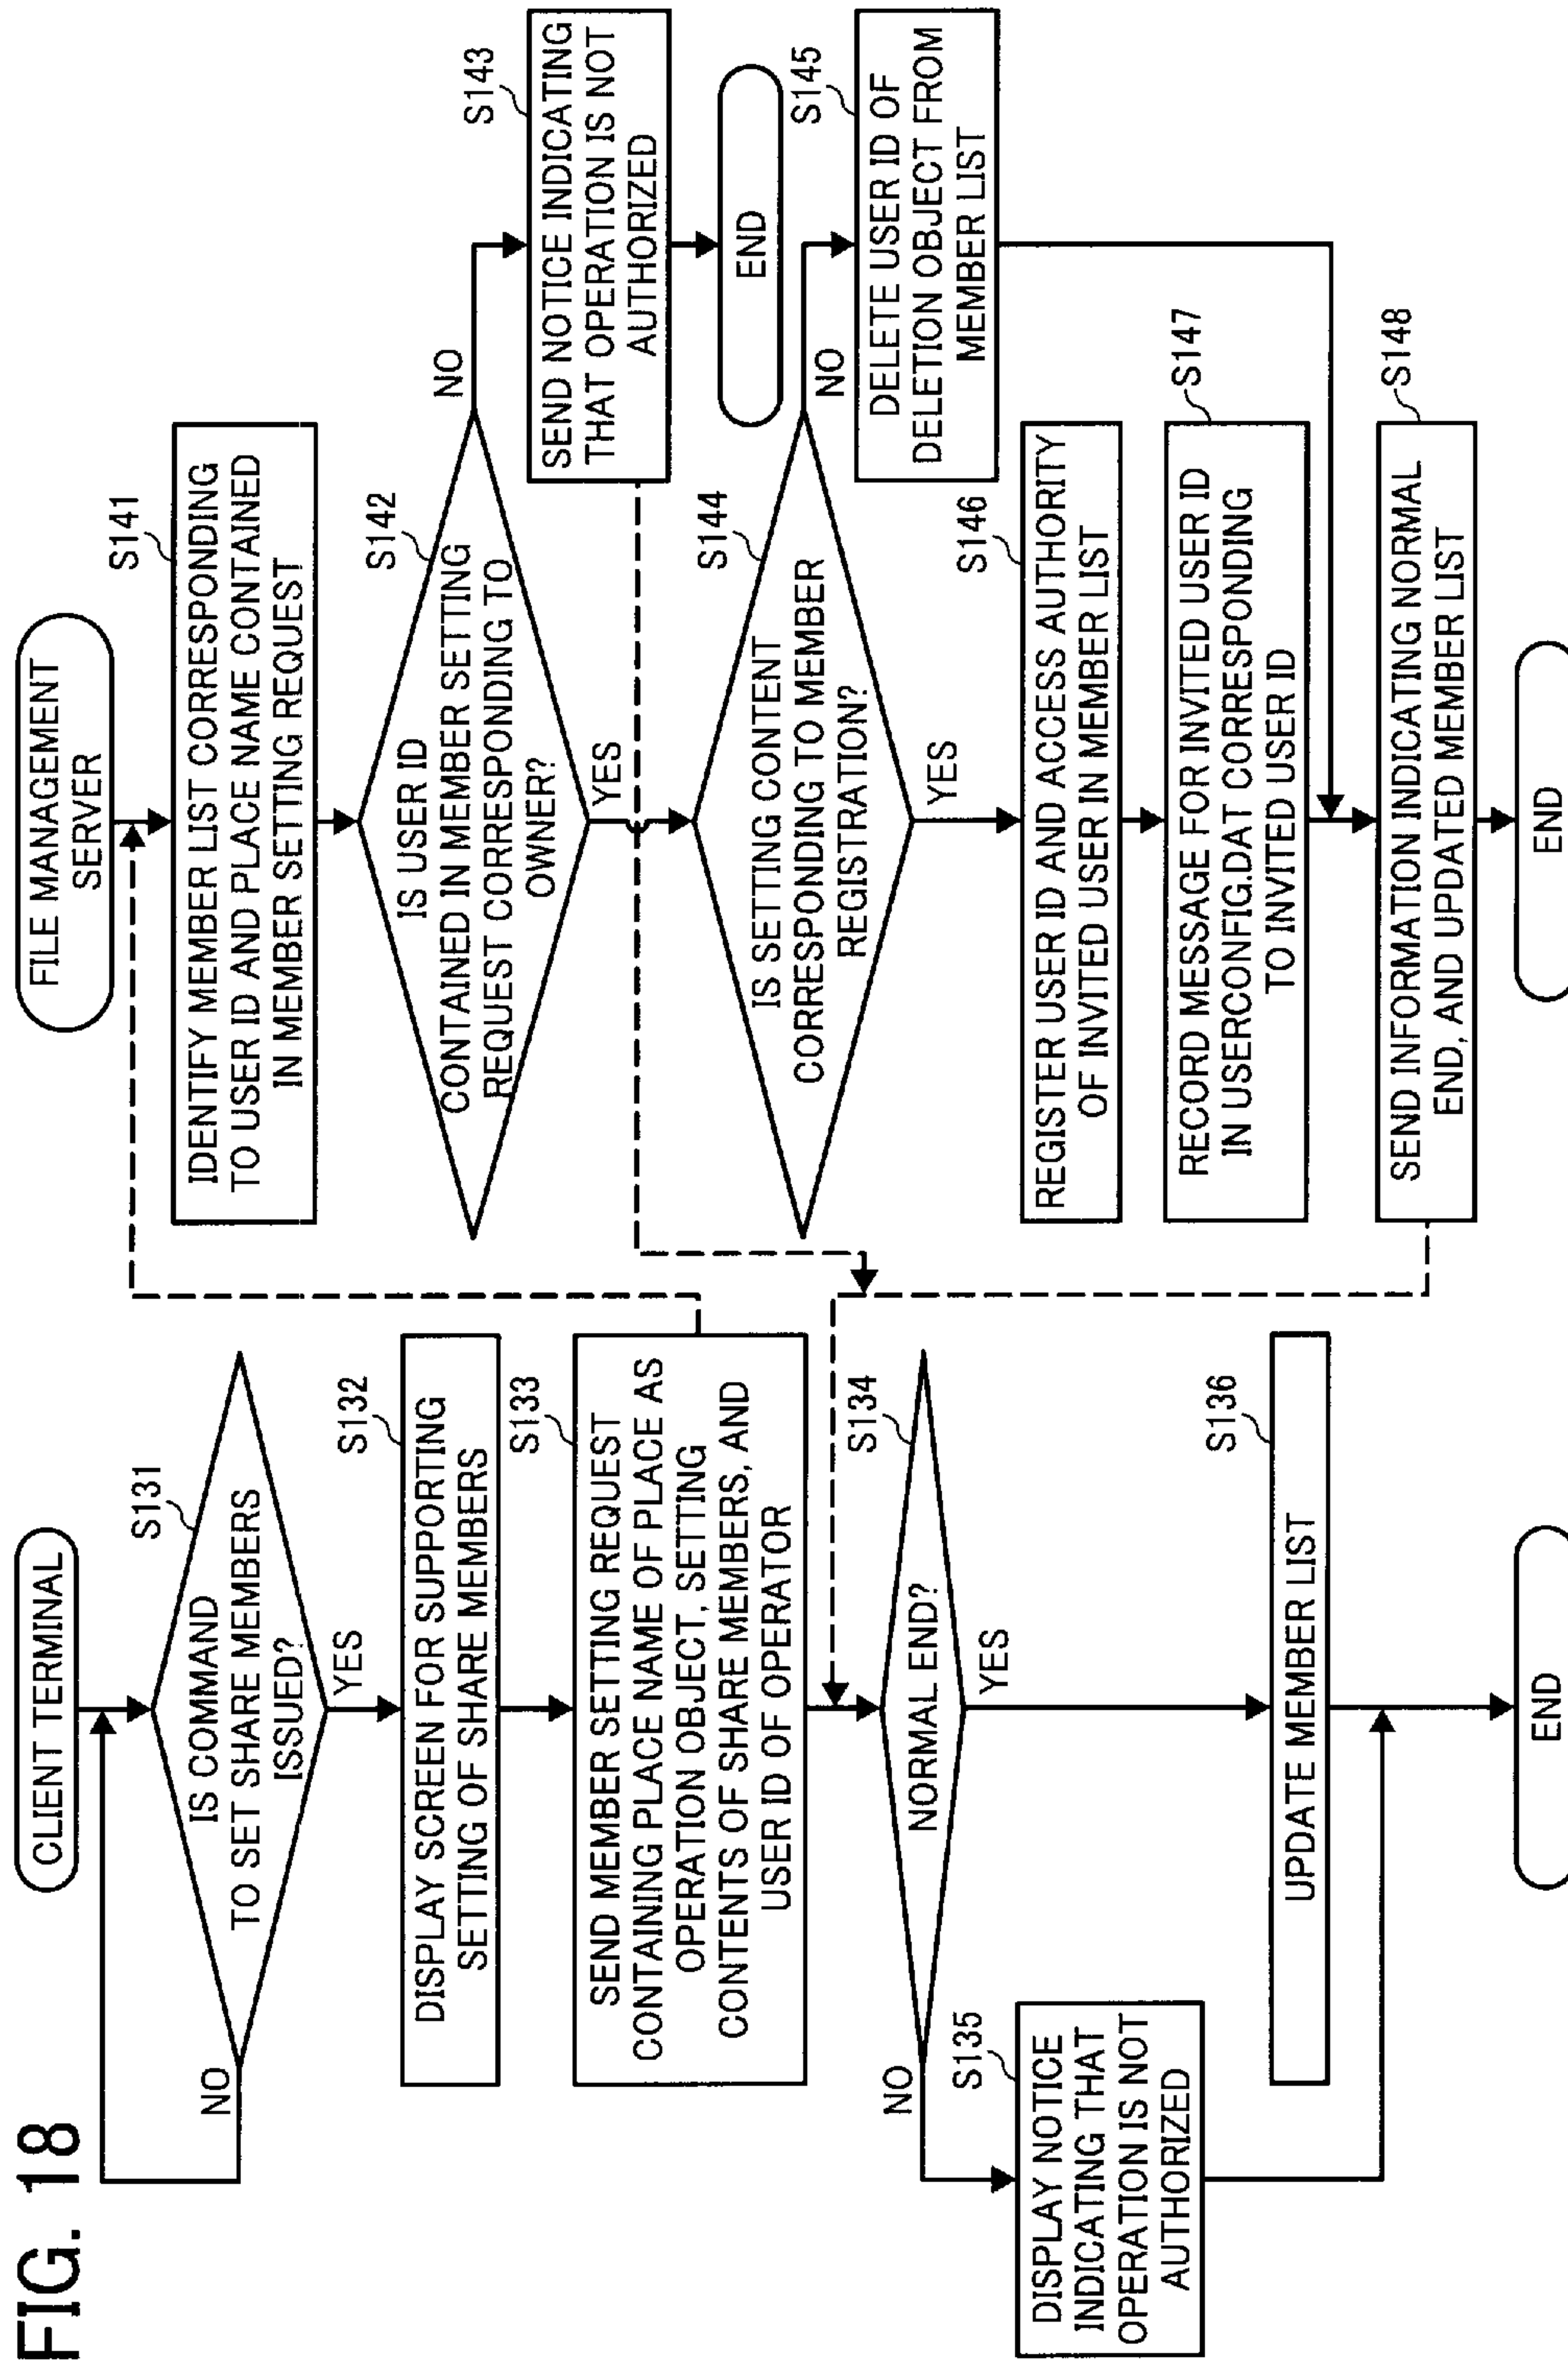 FIG. 18
CLIENT TERMINAL
S131
IS COMMAND
TO SET SHARE MEMBERS
ISSUED?
NO
YES
S132
DISPLAY SCREEN FOR SUPPORTING
SETTING OF SHARE MEMBERS
S133
SEND MEMBER SETTING REQUEST
CONTAINING PLACE NAME OF PLACE AS
OPERATION OBJECT, SETTING
CONTENTS OF SHARE MEMBERS, AND
USER ID OF OPERATOR
S134
NORMAL END?
NO
YES
S135
DISPLAY NOTICE
INDICATING THAT
OPERATION IS NOT
AUTHORIZED
S136
UPDATE MEMBER LIST
END
FILE MANAGEMENT
SERVER
S141
IDENTIFY MEMBER LIST CORRESPONDING
TO USER ID AND PLACE NAME CONTAINED
IN MEMBER SETTING REQUEST
S142
IS USER ID
CONTAINED IN MEMBER SETTING
REQUEST CORRESPONDING TO
OWNER?
NO
YES
S143
SEND NOTICE INDICATING
THAT OPERATION IS NOT
AUTHORIZED
END
S144
IS SETTING CONTENT
CORRESPONDING TO MEMBER
REGISTRATION?
NO
YES
S145
DELETE USER ID OF
DELETION OBJECT FROM
MEMBER LIST
S146
REGISTER USER ID AND ACCESS AUTHORITY
OF INVITED USER IN MEMBER LIST
S147
RECORD MESSAGE FOR INVITED USER ID
IN USERCONFIG.DAT CORRESPONDING
TO INVITED USER ID
S148
SEND INFORMATION INDICATING NORMAL
END, AND UPDATED MEMBER LIST
END